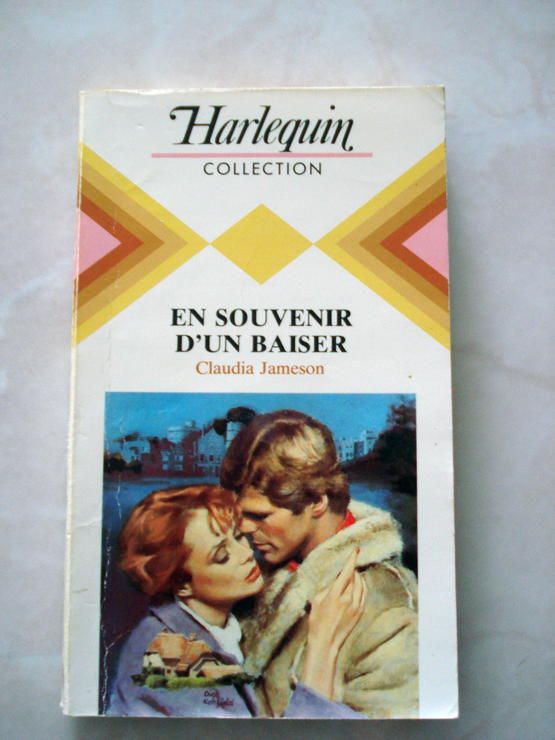 Harlequin
COLLECTION
EN SOUVENIR
D'UN BAISER
Claudia Jameson